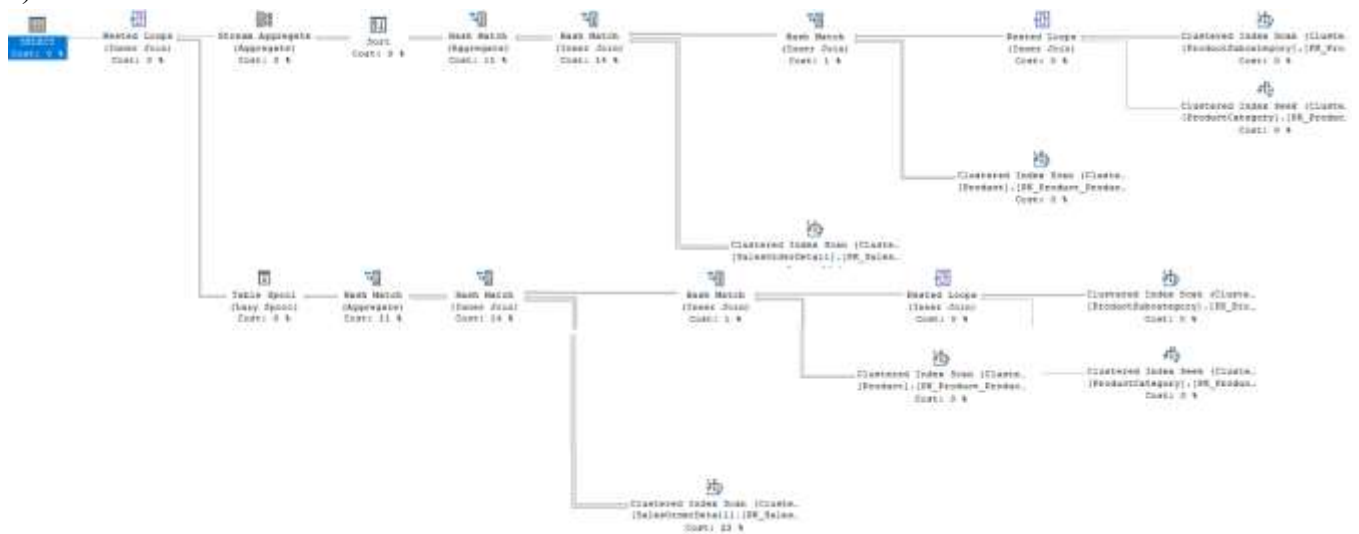 SELECT
Cost: 0 %
Nested Loops
(Inner Join)
Cost: 0 %
Stream Aggregate
(Aggregate)
Cost: 0 %
Sort
Cost: 0 %
Hash Match
(Aggregate)
Cost: 11 %
Hash Match
(Inner Join)
Cost: 14 %
Hash Match
(Inner Join)
Cost: 1 %
Nested Loops
(Inner Join)
Cost: 0 %
Clustered Index Scan (Cluste…
[ProductSubcategory].[PK_Pro…
Cost: 0 %
Clustered Index Seek (Cluste…
[ProductCategory].[PK_Produc…
Cost: 0 %
Clustered Index Scan (Cluste…
[Product].[PK_Product_Produc…
Cost: 0 %
Clustered Index Scan (Cluste…
[SalesOrderDetail].[PK_Sales…
Table Spool
(Lazy Spool)
Cost: 0 %
Hash Match
(Aggregate)
Cost: 11 %
Hash Match
(Inner Join)
Cost: 14 %
Hash Match
(Inner Join)
Cost: 1 %
Nested Loops
(Inner Join)
Cost: 0 %
Clustered Index Scan (Cluste…
[ProductSubcategory].[PK_Pro…
Cost: 0 %
Clustered Index Scan (Cluste…
[Product].[PK_Product_Produc…
Cost: 0 %
Clustered Index Seek (Cluste…
[ProductCategory].[PK_Produc…
Cost: 0 %
Clustered Index Scan (Cluste…
[SalesOrderDetail].[PK_Sales…
Cost: 23 %